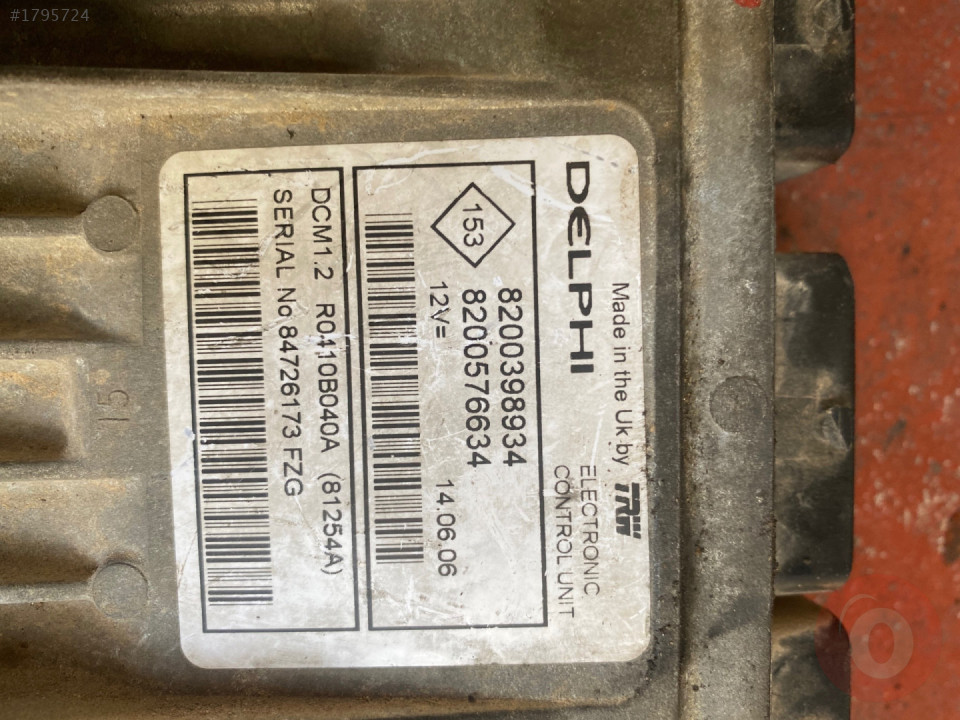 #1795724
Made in the Uk by TRW
DELPHI
ELECTRONIC
CONTROL UNIT
8200398934
153
8200576634
12V= 14.06.06
DCM1.2 R0410B040A (81254A)
SERIAL No 84726173 FZG
15